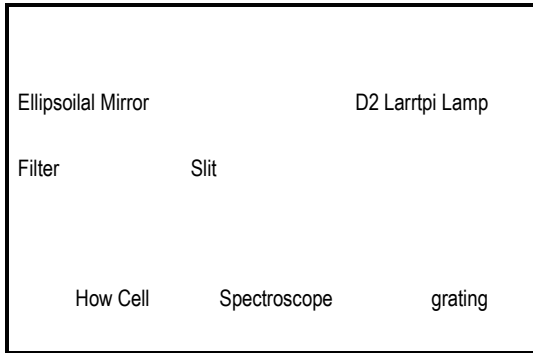 Ellipsoilal Mirror D2 Larrtpi Lamp
Filter Slit
How Cell Spectroscope grating